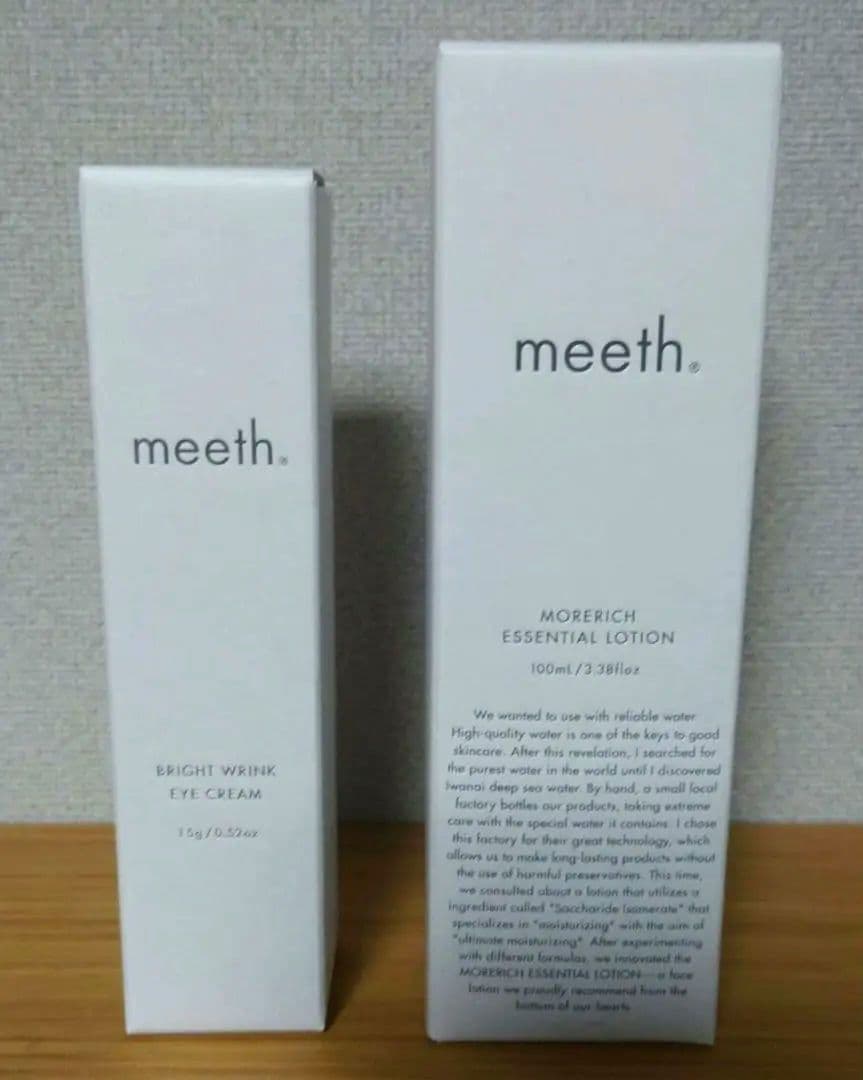 meeth®
BRIGHT WRINK
EYE CREAM
15g/0.52oz
meeth®
MORERICH
ESSENTIAL LOTION
100mL/3.38floz
We wanted to use with reliable water.
High-quality water is one of the keys to good
skincare. After this revelation, I searched for
the purest water in the world until I discovered
Iwanai deep sea water. By hand, a small local
factory bottles our products, taking extreme
care with the special water it contains. I chose
this factory for their great technology, which
allows us to make long-lasting products without
the use of harmful preservatives. This time,
we consulted about a lotion that utilizes a
ingredient called "Saccharide Isomerate" that
specializes in "moisturizing" with the aim of
"ultimate moisturizing". After experimenting
with different formulas, we innovated the
MORERICH ESSENTIAL LOTION—a face
lotion we proudly recommend from the
bottom of our hearts.